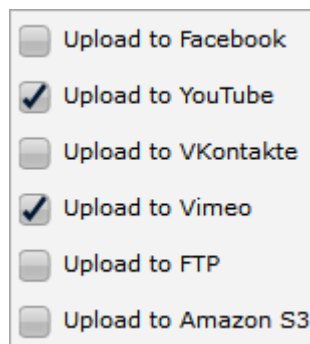 Upload to Facebook
Upload to YouTube
Upload to VKontakte
Upload to Vimeo
Upload to FTP
Upload to Amazon S3